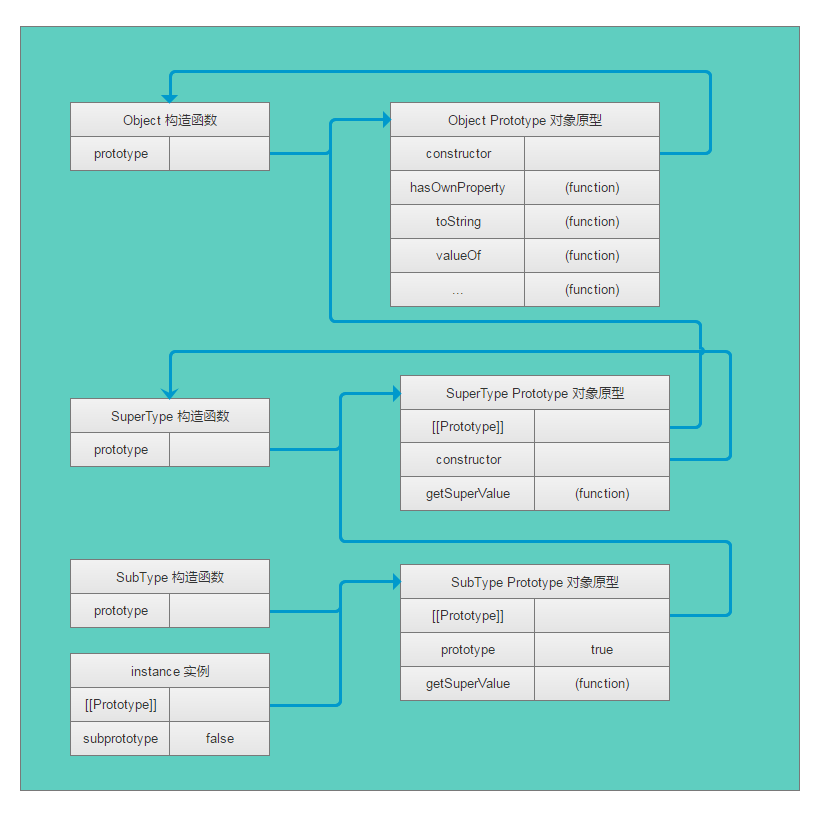 Object 构造函数
prototype
Object Prototype 对象原型
constructor
hasOwnProperty (function)
toString (function)
valueOf (function)
... (function)
SuperType 构造函数
prototype
SuperType Prototype 对象原型
[[Prototype]]
constructor
getSuperValue (function)
SubType 构造函数
prototype
SubType Prototype 对象原型
[[Prototype]]
prototype true
getSuperValue (function)
instance 实例
[[Prototype]]
subprototype false